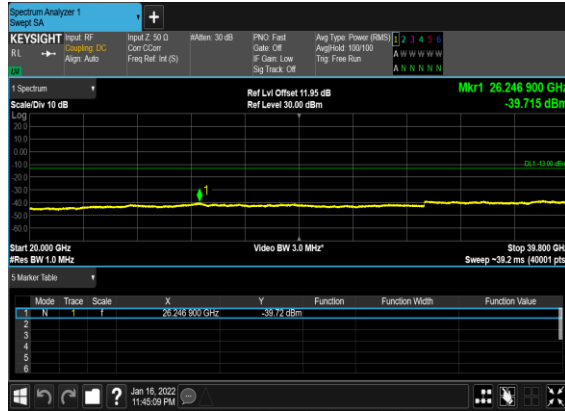 Spectrum Analyzer 1
Swept SA
+
KEYSIGHT Input: RF Input Z: 50 Ω #Atten: 30 dB PNO: Fast Avg Type: Power (RMS) 1 2 3 4 5 6
RL Coupling: DC Corr CCorr Gate: Off Avg|Hold: 100/100 A W W W W W
Align: Auto Freq Ref: Int (S) IF Gain: Low Trig: Free Run
Sig Track: Off A N N N N N
1 Spectrum
Ref Lvl Offset 11.95 dB Mkr1 26.246 900 GHz
Scale/Div 10 dB Ref Level 30.00 dBm -39.715 dBm
Log
20.0
10.0
0.00
-10.0 DL1 -13.00 dBm
-20.0
-30.0 1
-40.0
-50.0
-60.0
Start 20.000 GHz Video BW 3.0 MHz* Stop 39.800 GHz
#Res BW 1.0 MHz Sweep ~39.2 ms (40001 pts)
5 Marker Table
Mode Trace Scale X Y Function Function Width Function Value
1 N 1 f 26.246 900 GHz -39.72 dBm
2
3
4
5
6
? Jan 16, 2022
11:45:09 PM